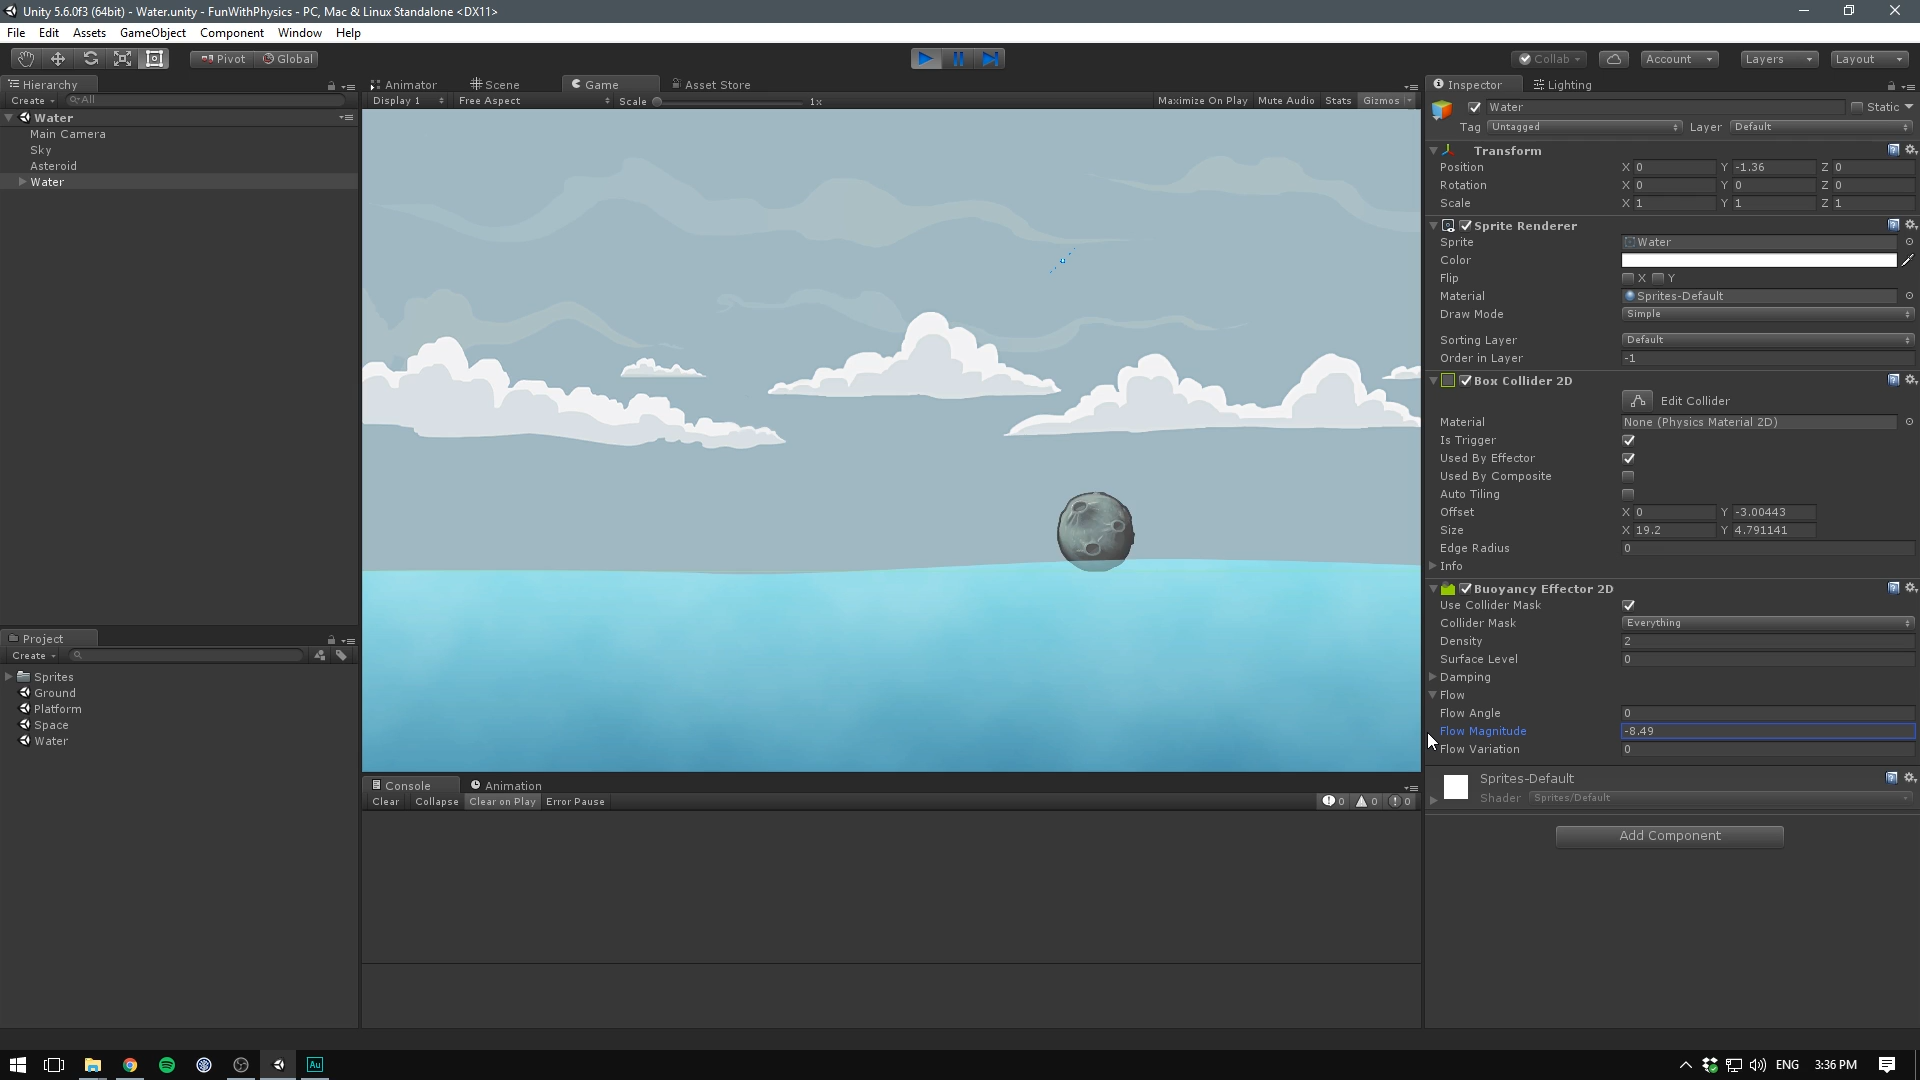 Unity 5.6.0f3 (64bit) - Water.unity - FunWithPhysics - PC, Mac & Linux Standalone <DX11>
File Edit Assets GameObject Component Window Help
Pivot Global Collab Account Layers Layout
Hierarchy
Create All
Water
Main Camera
Sky
Asteroid
Water
Project
Create
Sprites
Ground
Platform
Space
Water
Animator Scene Game Asset Store
Display 1 Free Aspect Scale 1x Maximize On Play Mute Audio Stats Gizmos
Console Animation
Clear Collapse Clear on Play Error Pause 0 0 0
Inspector Lighting
Water Static
Tag Untagged Layer Default
Transform
Position X 0 Y -1.36 Z 0
Rotation X 0 Y 0 Z 0
Scale X 1 Y 1 Z 1
Sprite Renderer
Sprite Water
Color
Flip X Y
Material Sprites-Default
Draw Mode Simple
Sorting Layer Default
Order in Layer -1
Box Collider 2D
Edit Collider
Material None (Physics Material 2D)
Is Trigger
Used By Effector
Used By Composite
Auto Tiling
Offset X 0 Y -3.00443
Size X 19.2 Y 4.791141
Edge Radius 0
Info
Buoyancy Effector 2D
Use Collider Mask
Collider Mask Everything
Density 2
Surface Level 0
Damping
Flow
Flow Angle 0
Flow Magnitude -8.49
Flow Variation 0
Sprites-Default
Shader Sprites/Default
Add Component
Au
ENG 3:36 PM